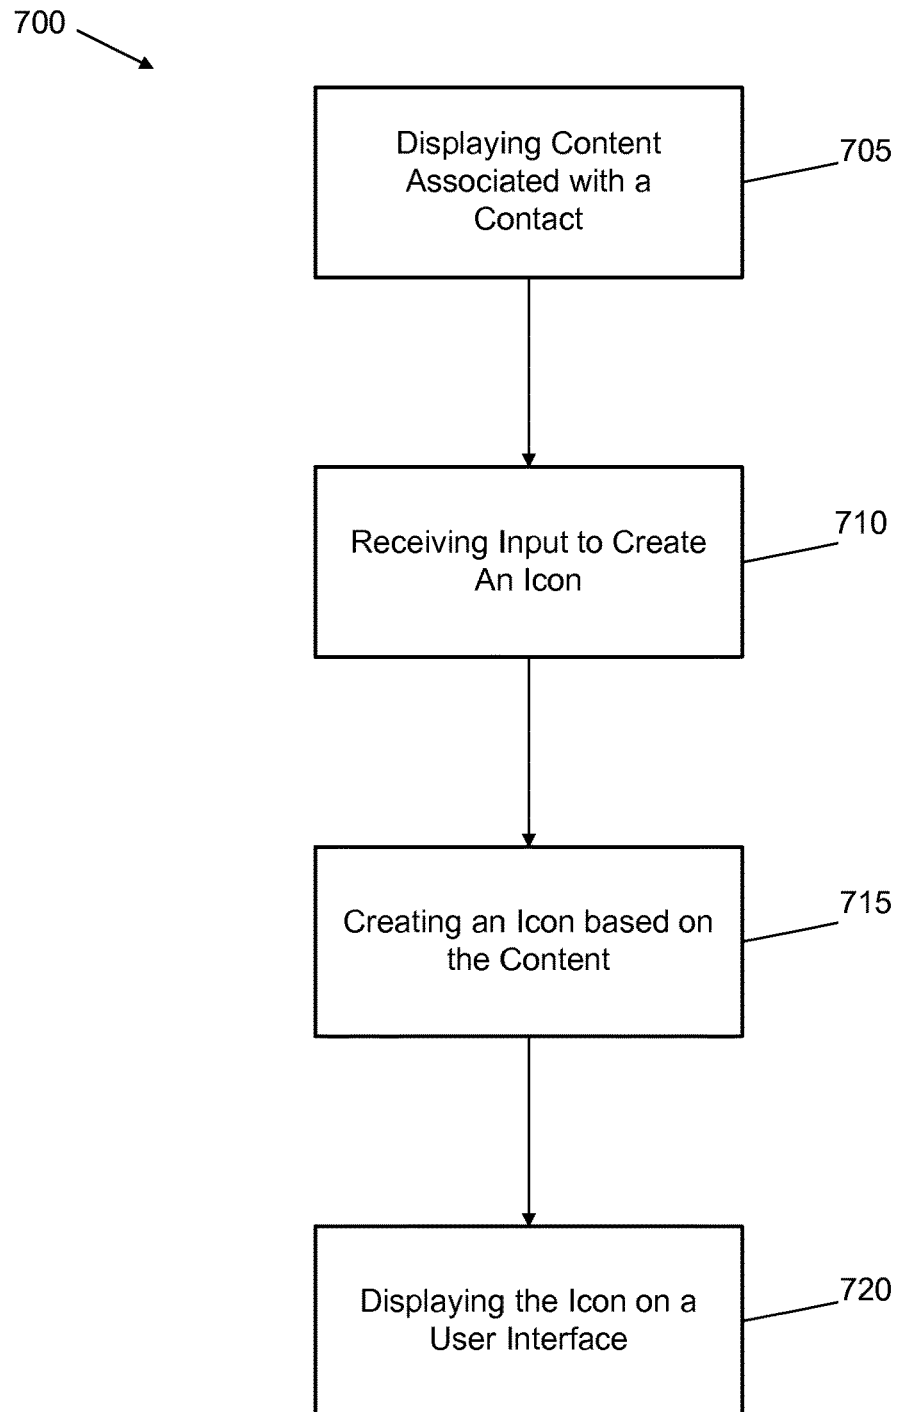 700
Displaying Content
Associated with a
Contact
705
Receiving Input to Create
An Icon
710
Creating an Icon based on
the Content
715
Displaying the Icon on a
User Interface
720